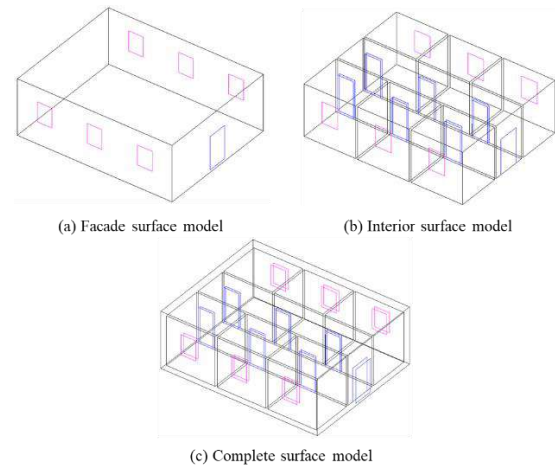 (a) Facade surface model
(b) Interior surface model
(c) Complete surface model